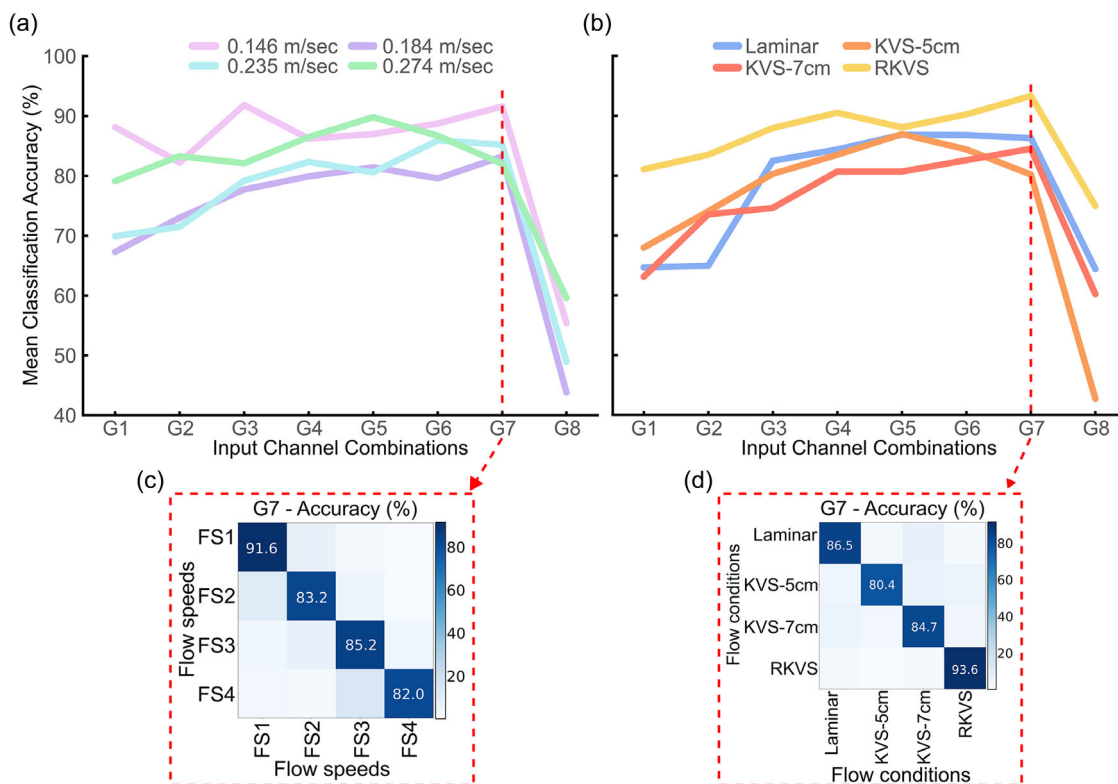 (a)
0.146 m/sec
0.184 m/sec
0.235 m/sec
0.274 m/sec
Mean Classification Accuracy (%)
100
90
80
70
60
50
40
G1 G2 G3 G4 G5 G6 G7 G8
Input Channel Combinations
(b)
Laminar
KVS-5cm
KVS-7cm
RKVS
G1 G2 G3 G4 G5 G6 G7 G8
Input Channel Combinations
(c)
G7 - Accuracy (%)
Flow speeds
FS1
FS2
FS3
FS4
91.6
83.2
85.2
82.0
80
60
40
20
FS1 FS2 FS3 FS4
Flow speeds
(d)
G7 - Accuracy (%)
Flow conditions
Laminar
KVS-5cm
KVS-7cm
RKVS
86.5
80.4
84.7
93.6
80
60
40
20
Laminar KVS-5cm KVS-7cm RKVS
Flow conditions